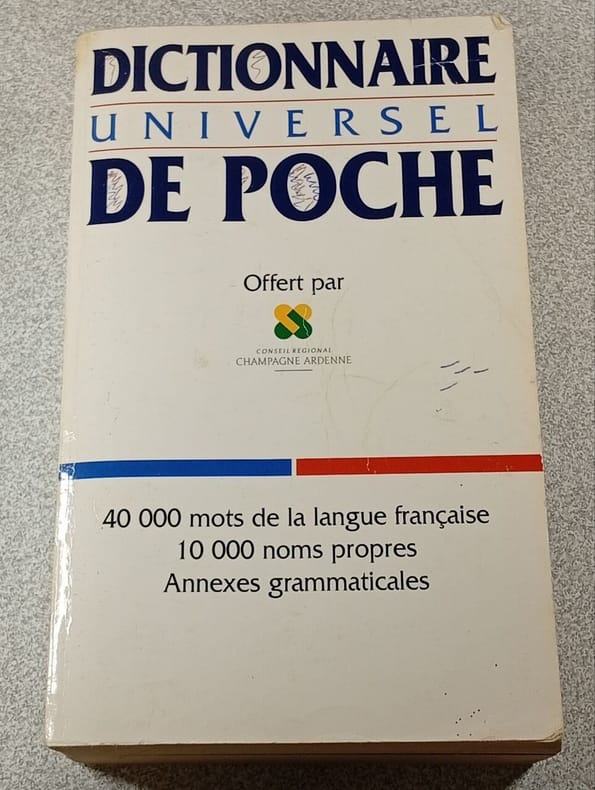 DICTIONNAIRE
UNIVERSEL
DE POCHE
Offert par
CONSEIL REGIONAL
CHAMPAGNE ARDENNE
40 000 mots de la langue française
10 000 noms propres
Annexes grammaticales